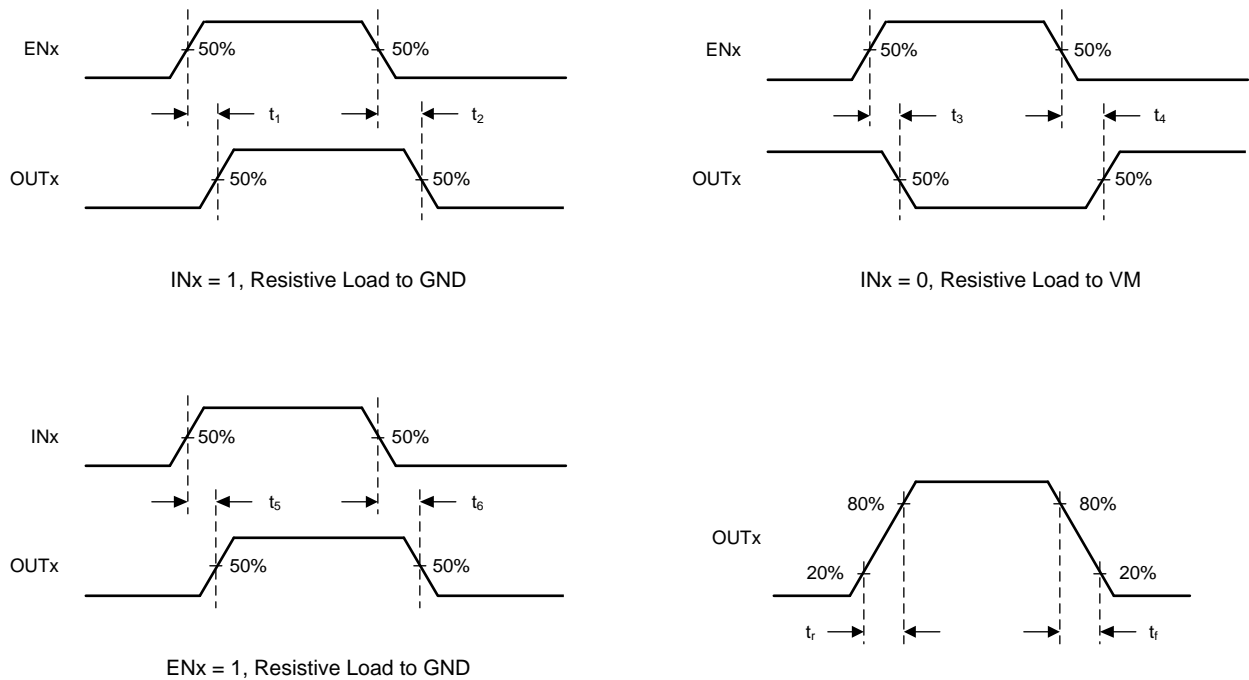 ENx
50%
50%
t1
t2
OUTx
50%
50%
INx = 1, Resistive Load to GND
ENx
50%
50%
t3
t4
OUTx
50%
50%
INx = 0, Resistive Load to VM
INx
50%
50%
t5
t6
OUTx
50%
50%
ENx = 1, Resistive Load to GND
80%
80%
OUTx
20%
20%
tr
tf